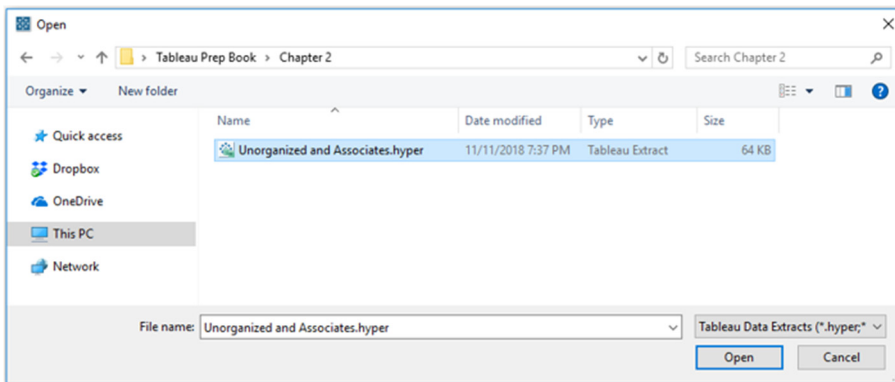 Open
Tableau Prep Book > Chapter 2
Search Chapter 2
Organize
New folder
Name
Date modified
Type
Size
Quick access
Dropbox
OneDrive
This PC
Network
Unorganized and Associates.hyper
11/11/2018 7:37 PM
Tableau Extract
64 KB
File name:
Unorganized and Associates.hyper
Tableau Data Extracts (*.hyper;*
Open
Cancel